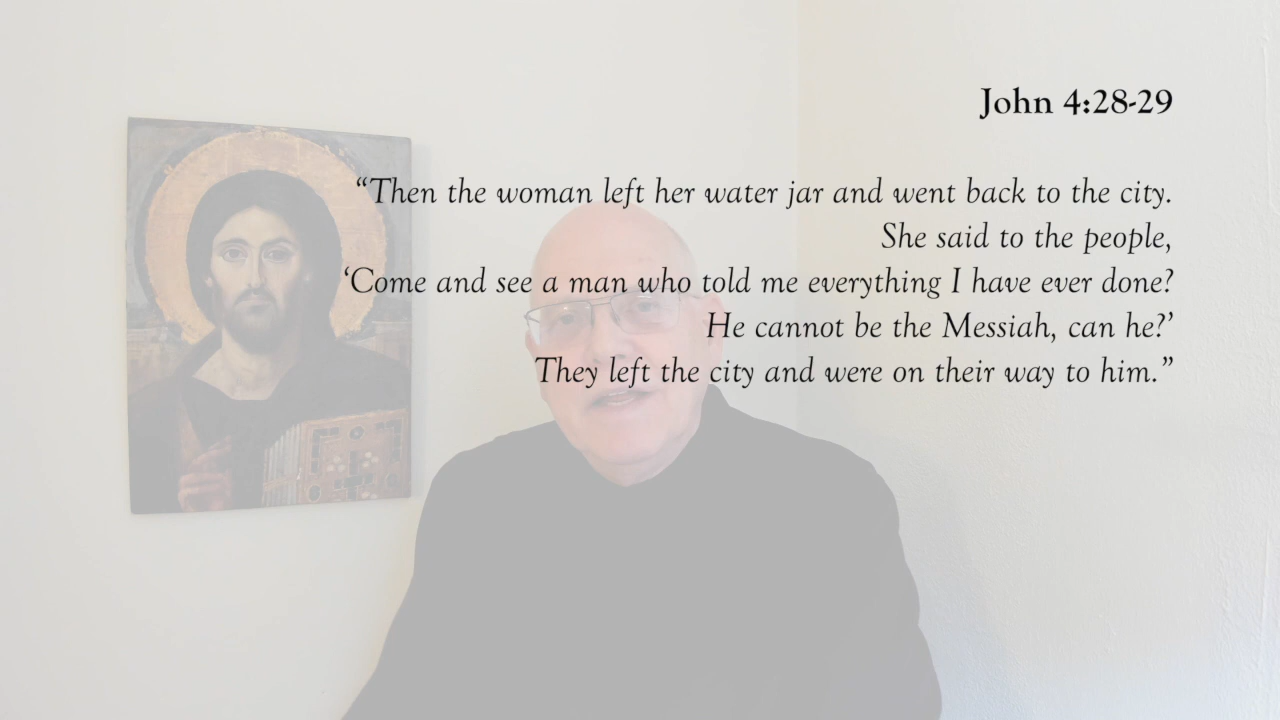 John 4:28-29
“Then the woman left her water jar and went back to the city.
She said to the people,
‘Come and see a man who told me everything I have ever done?
He cannot be the Messiah, can he?’
They left the city and were on their way to him.”